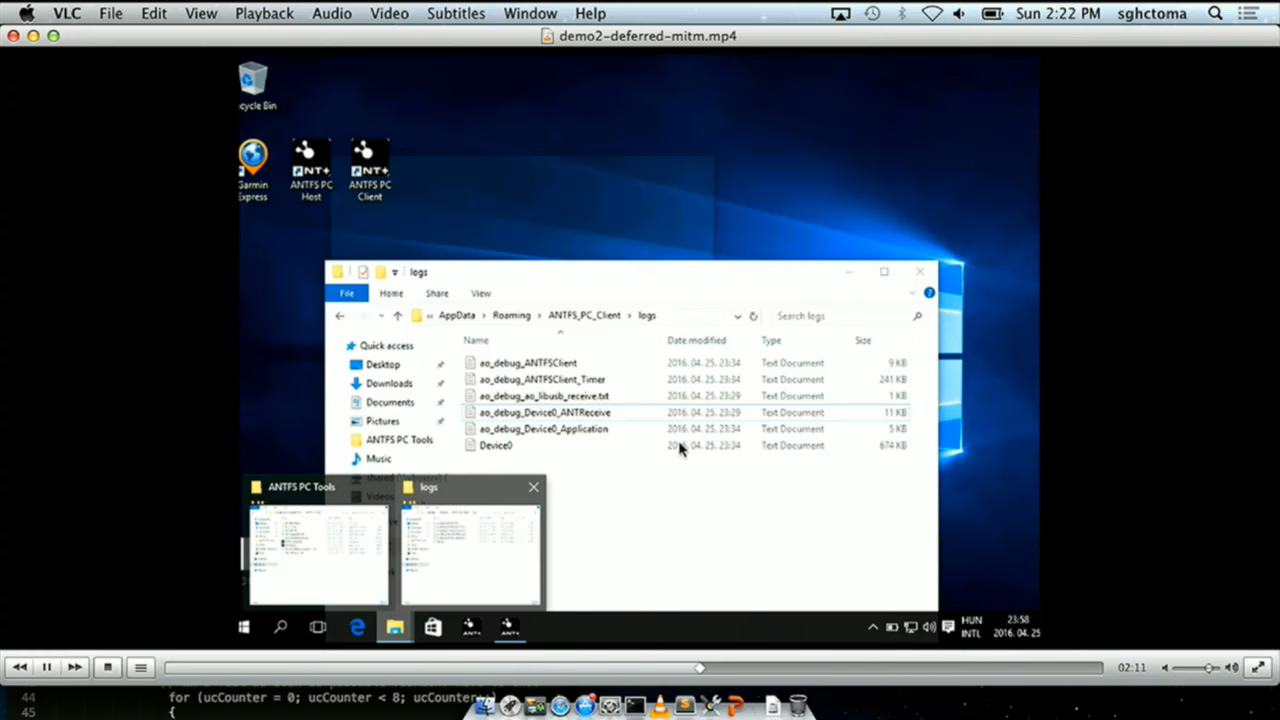 VLC File Edit View Playback Audio Video Subtitles Window Help Sun 2:22 PM sghctoma
demo2-deferred-mitm.mp4
cycle Bin
Garmin Express
ANTFS PC Host
ANTFS PC Client
logs
File Home Share View
AppData Roaming ANTFS_PC_Client logs Search logs
Name Date modified Type Size
Quick access
Desktop
Downloads
Documents
Pictures
ANTFS PC Tools
Music
Videos
ao_debug_ANTFSClient 2016. 04. 25. 23:34 Text Document 9 KB
ao_debug_ANTFSClient_Timer 2016. 04. 25. 23:34 Text Document 241 KB
ao_debug_ao_libusb_receive.txt 2016. 04. 25. 23:29 Text Document 1 KB
ao_debug_Device0_ANTReceive 2016. 04. 25. 23:29 Text Document 11 KB
ao_debug_Device0_Application 2016. 04. 25. 23:34 Text Document 5 KB
Device0 04. 25. 23:34 Text Document 674 KB
ANTFS PC Tools logs
HUN 23:58
INTL 2016. 04. 25
02:11
44 for (ucCounter = 0; ucCounter < 8; ucCounter
45 {